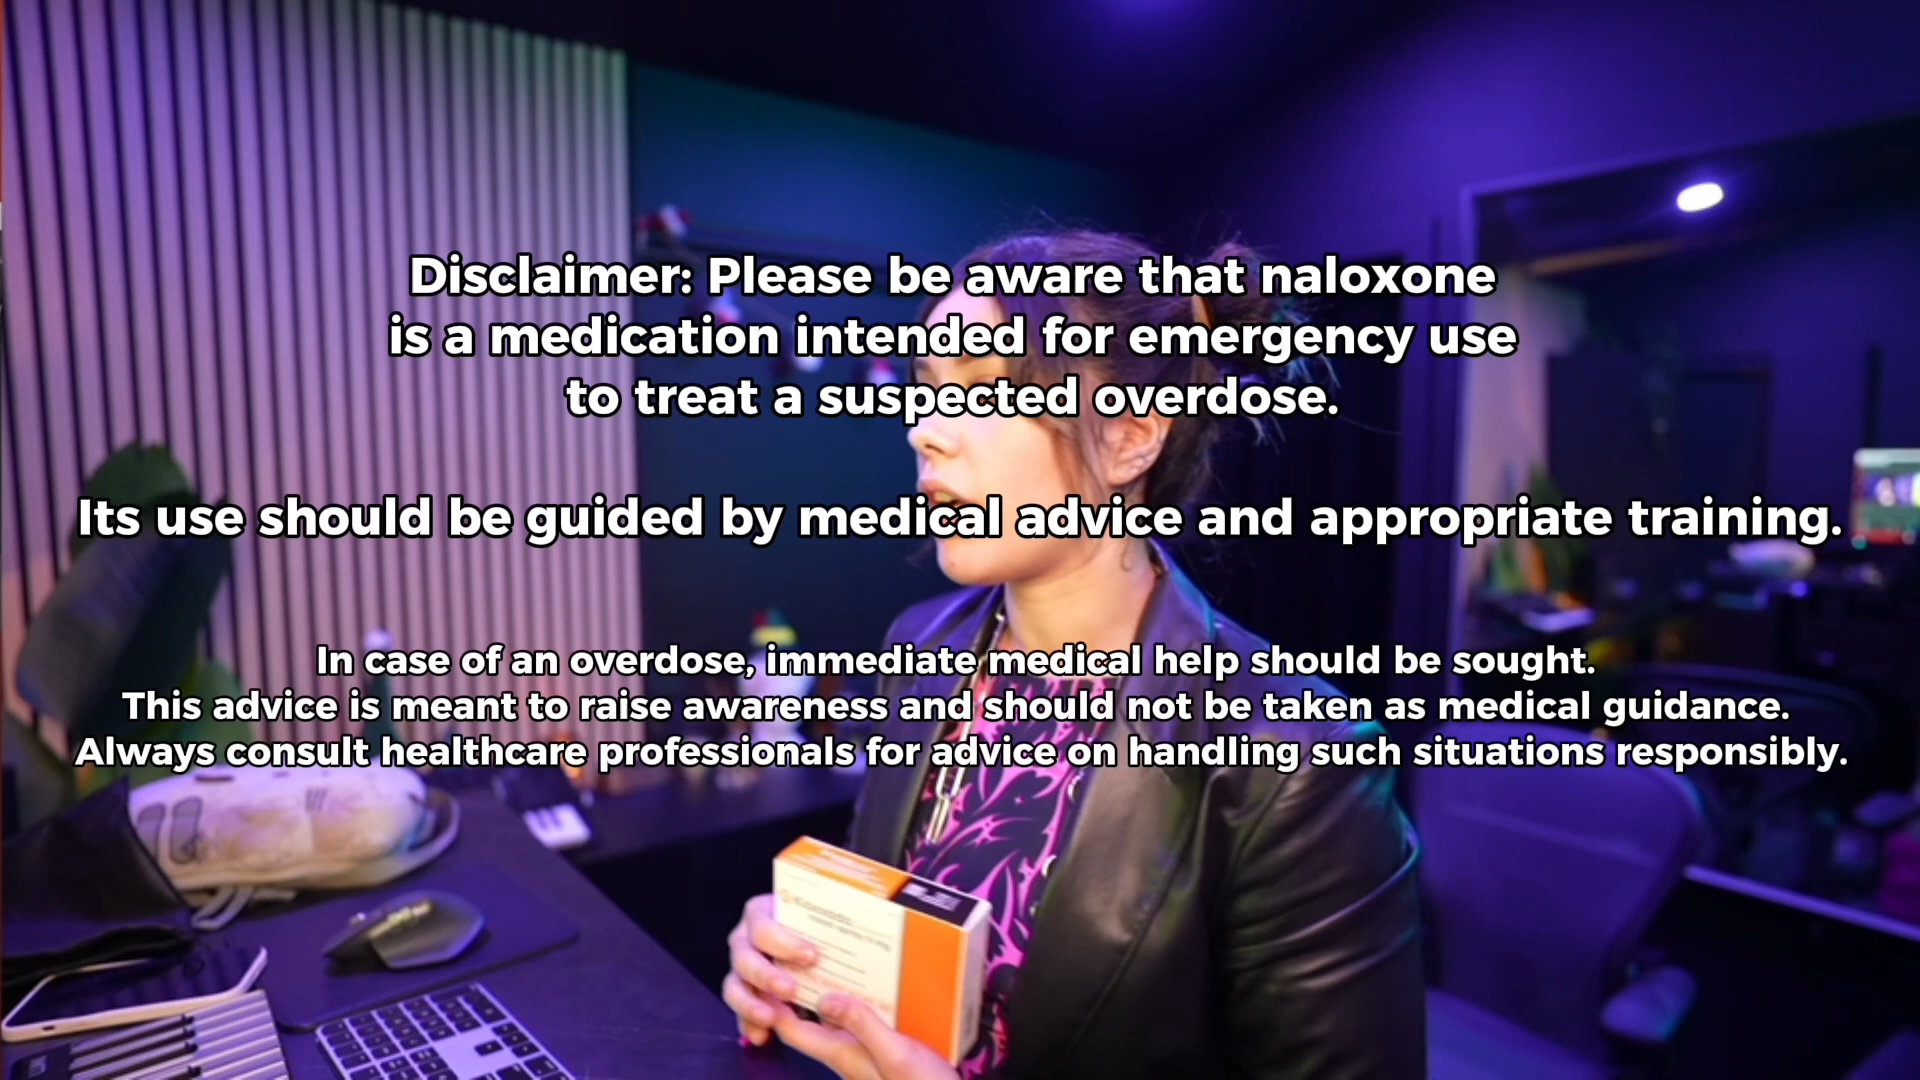 Disclaimer: Please be aware that naloxone
is a medication intended for emergency use
to treat a suspected overdose.
Its use should be guided by medical advice and appropriate training.
In case of an overdose, immediate medical help should be sought.
This advice is meant to raise awareness and should not be taken as medical guidance.
Always consult healthcare professionals for advice on handling such situations responsibly.